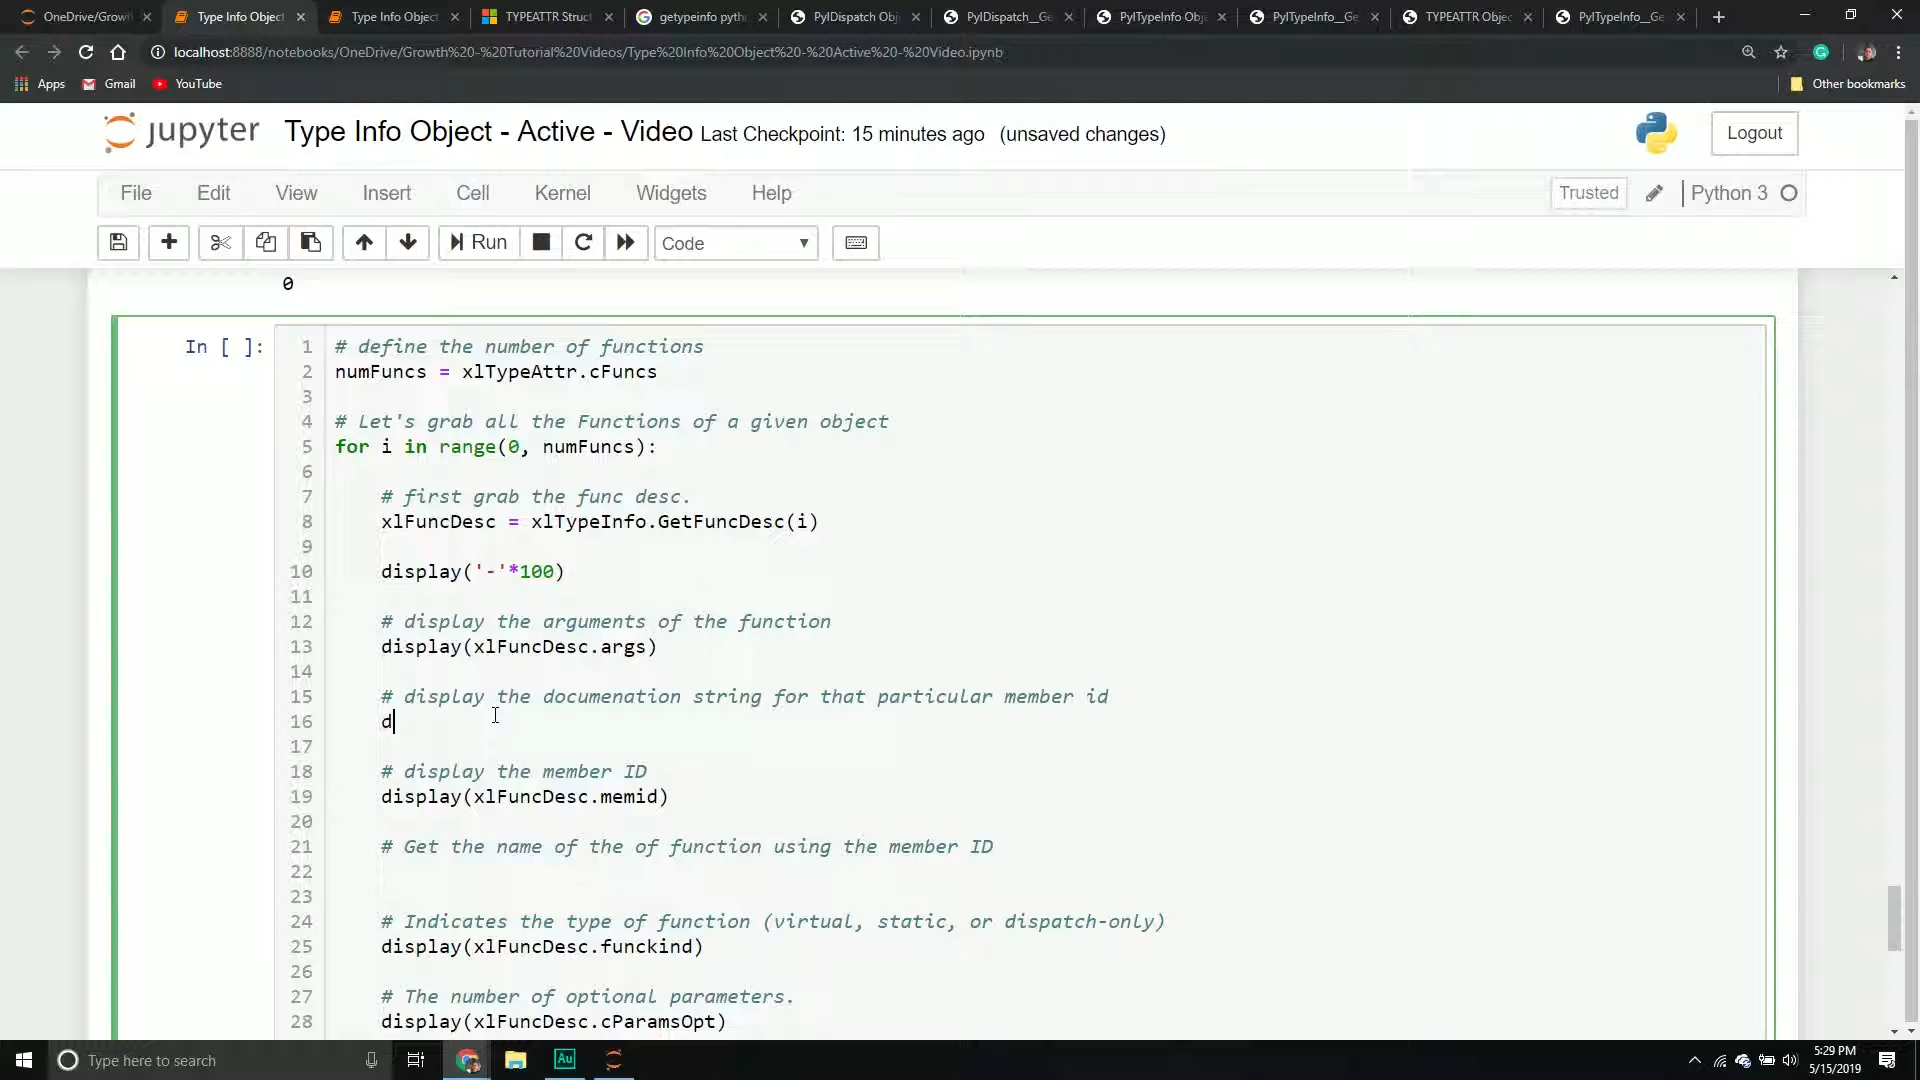 OneDrive/Growt
Type Info Object
Type Info Object
TYPEATTR Struct
getypeinfo pyth
PyIDispatch Obj
PyIDispatch__Ge
PyITypeInfo Obj
PyITypeInfo__Ge
TYPEATTR Objec
PyITypeInfo__Ge
localhost:8888/notebooks/OneDrive/Growth%20-%20Tutorial%20Videos/Type%20Info%20Object%20-%20Active%20-%20Video.ipynb
Apps Gmail YouTube Other bookmarks
jupyter Type Info Object - Active - Video Last Checkpoint: 15 minutes ago (unsaved changes) Logout
File Edit View Insert Cell Kernel Widgets Help Trusted Python 3
Run Code
0
In [ ]: 1 # define the number of functions
2 numFuncs = xlTypeAttr.cFuncs
3
4 # Let's grab all the Functions of a given object
5 for i in range(0, numFuncs):
6
7 # first grab the func desc.
8 xlFuncDesc = xlTypeInfo.GetFuncDesc(i)
9
10 display('-'*100)
11
12 # display the arguments of the function
13 display(xlFuncDesc.args)
14
15 # display the documenation string for that particular member id
16 d
17
18 # display the member ID
19 display(xlFuncDesc.memid)
20
21 # Get the name of the of function using the member ID
22
23
24 # Indicates the type of function (virtual, static, or dispatch-only)
25 display(xlFuncDesc.funckind)
26
27 # The number of optional parameters.
28 display(xlFuncDesc.cParamsOpt)
Type here to search
Au
5:29 PM
5/15/2019